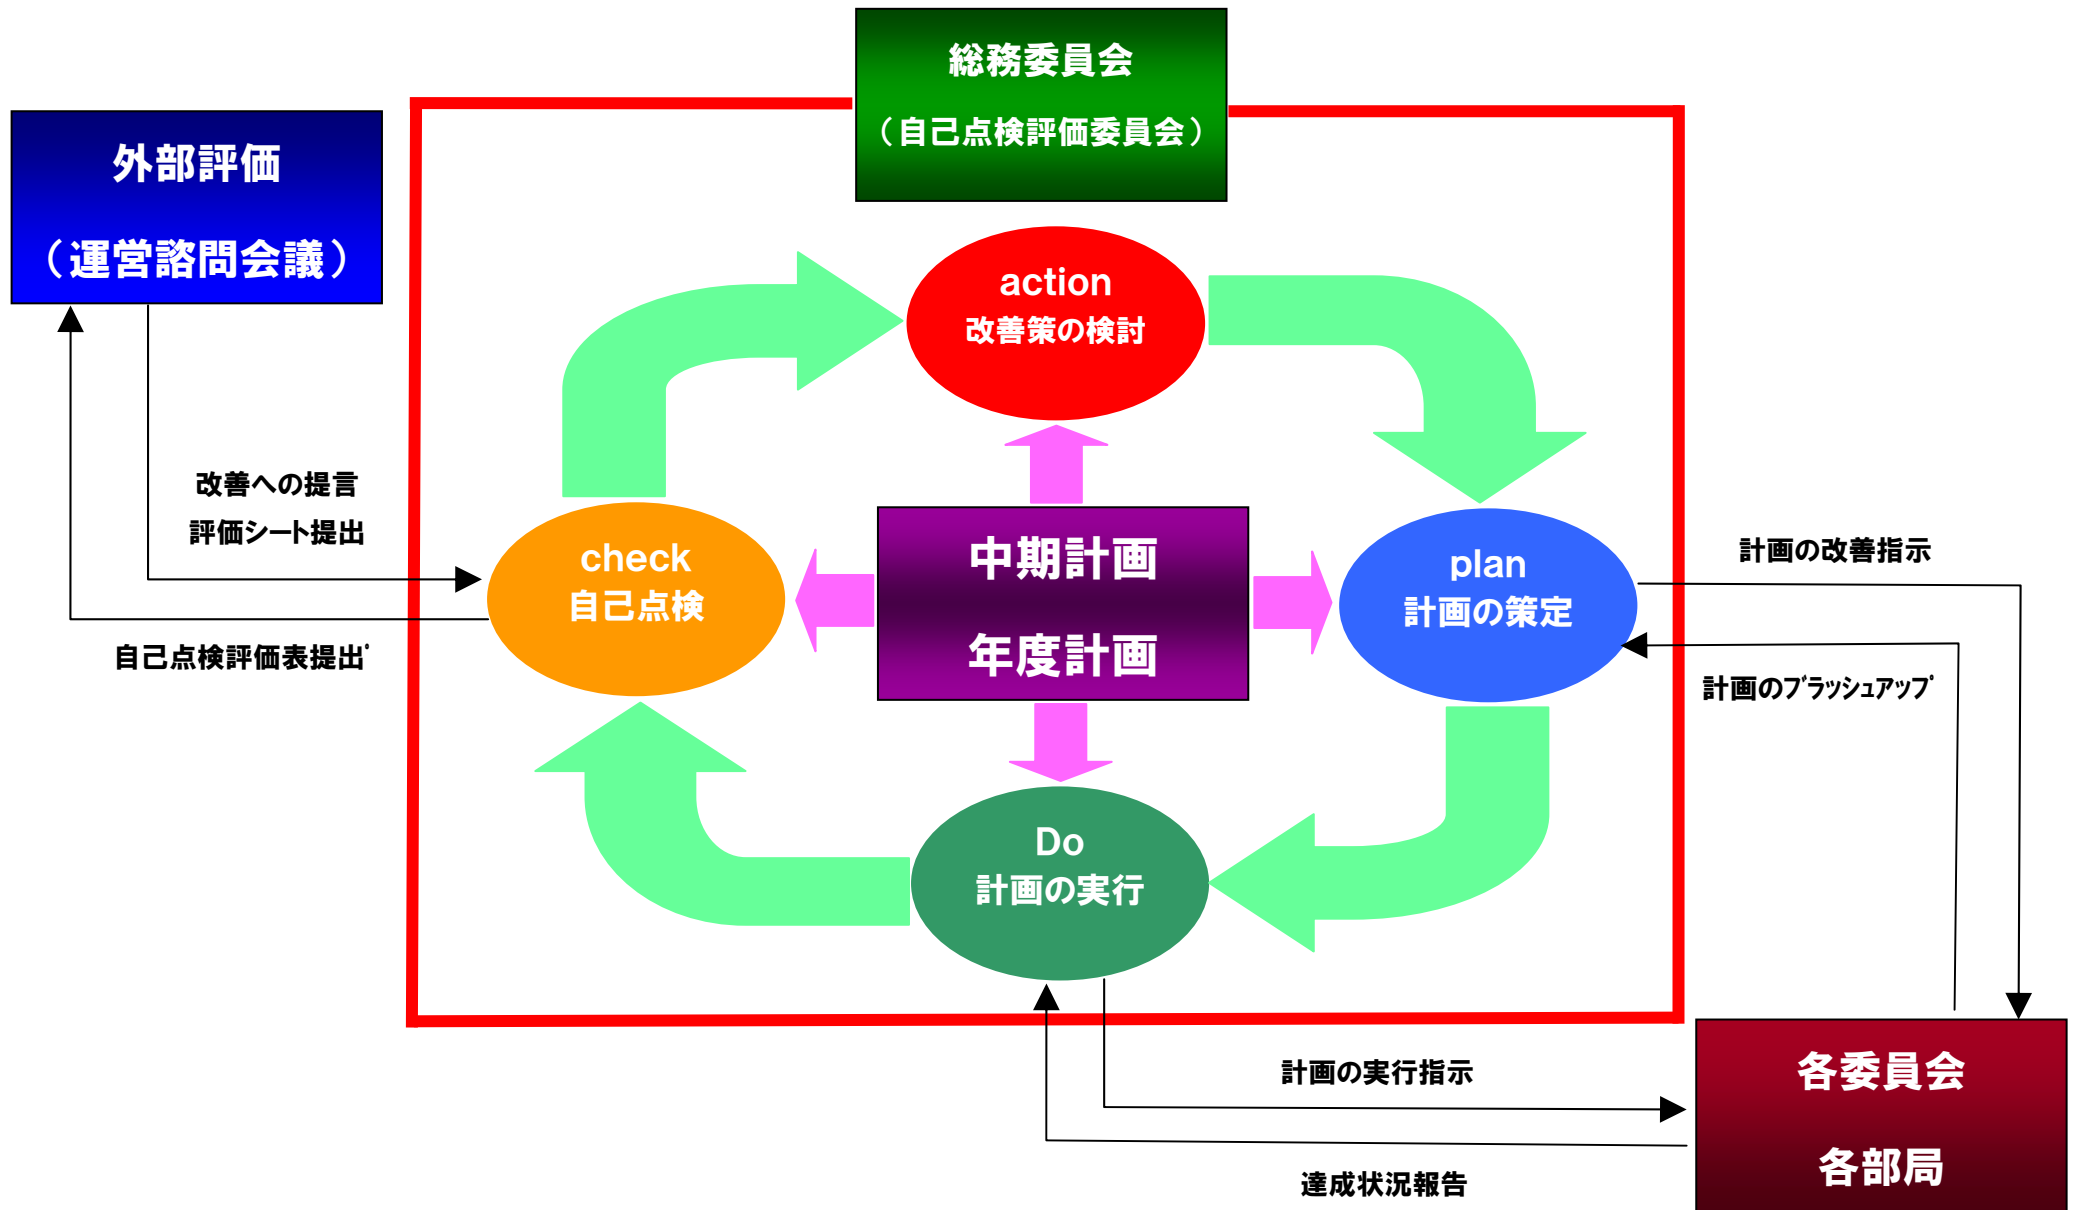 総務委員会
（自己点検評価委員会）
外部評価
（運営諮問会議）
action
改善策の検討
改善への提言
評価シート提出
check
自己点検
中期計画
年度計画
plan
計画の策定
計画の改善指示
自己点検評価表提出ﾟ
計画のﾌﾞﾗｯｼｭｱｯﾌﾟ
Do
計画の実行
計画の実行指示
各委員会
各部局
達成状況報告